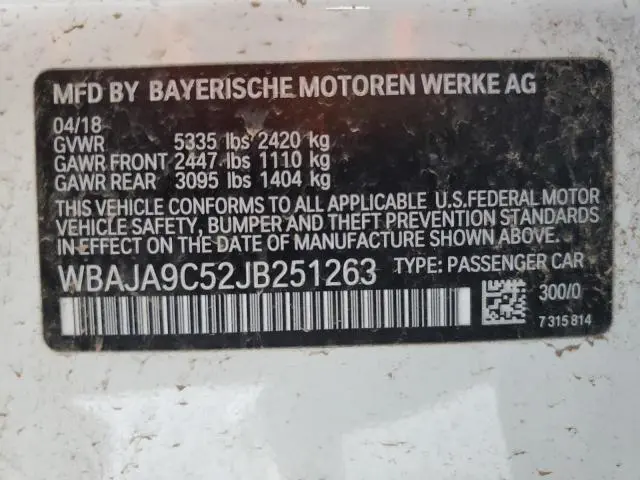 MFD BY BAYERISCHE MOTOREN WERKE AG
04/18
GVWR 5335 lbs 2420 kg
GAWR FRONT 2447 lbs 1110 kg
GAWR REAR 3095 lbs 1404 kg
THIS VEHICLE CONFORMS TO ALL APPLICABLE U.S.FEDERAL MOTOR
VEHICLE SAFETY, BUMPER AND THEFT PREVENTION STANDARDS
IN EFFECT ON THE DATE OF MANUFACTURE SHOWN ABOVE.
WBAJA9C52JB251263 TYPE: PASSENGER CAR
300/0
7 315 814